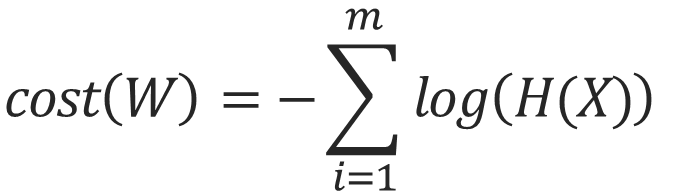 cost(W) = −∑_{i=1}^{m} log(H(X))